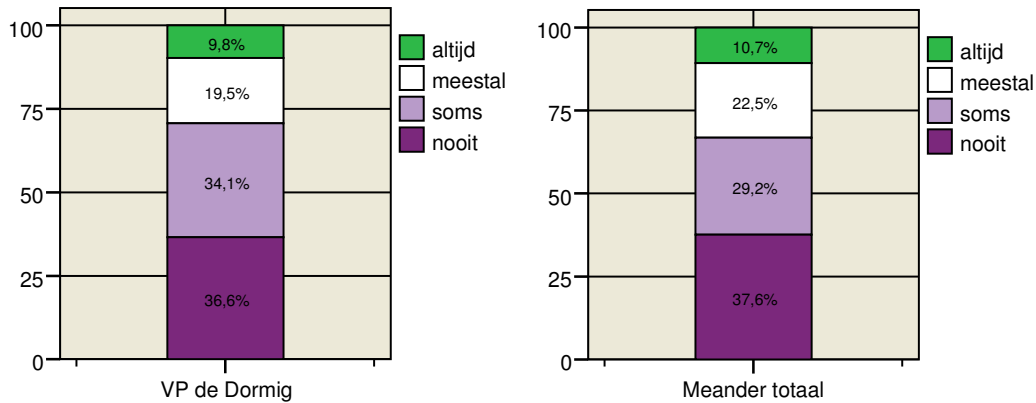 100
75
50
25
0
9,8%
19,5%
34,1%
36,6%
altijd
meestal
soms
nooit
VP de Dormig
100
75
50
25
0
10,7%
22,5%
29,2%
37,6%
altijd
meestal
soms
nooit
Meander totaal